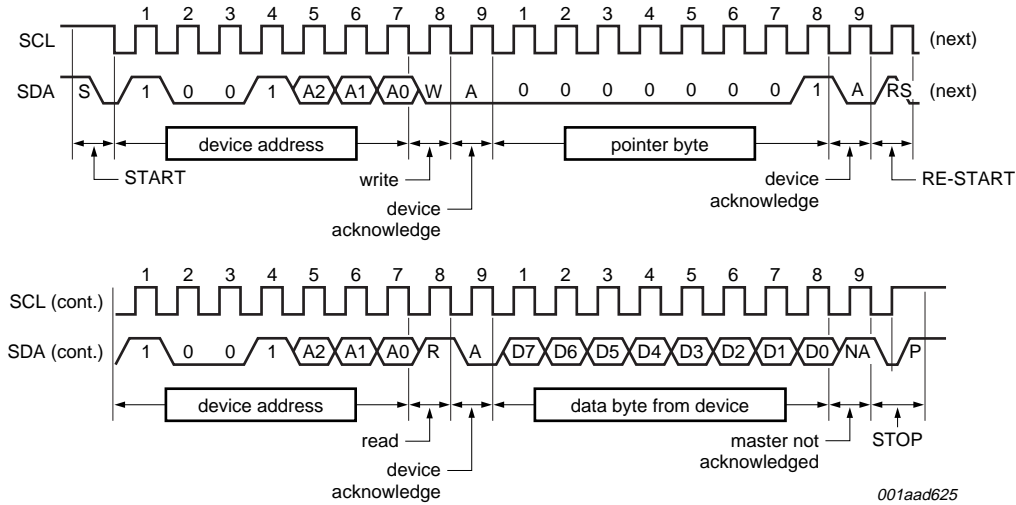 1 2 3 4 5 6 7 8 9 1 2 3 4 5 6 7 8 9
SCL (next)
SDA S 1 0 0 1 A2 A1 A0 W A 0 0 0 0 0 0 0 1 A RS (next)
device address pointer byte
START write device RE-START
device acknowledge
acknowledge
1 2 3 4 5 6 7 8 9 1 2 3 4 5 6 7 8 9
SCL (cont.)
SDA (cont.) 1 0 0 1 A2 A1 A0 R A D7 D6 D5 D4 D3 D2 D1 D0 NA P
device address data byte from device
read master not STOP
device acknowledged
acknowledge
001aad625